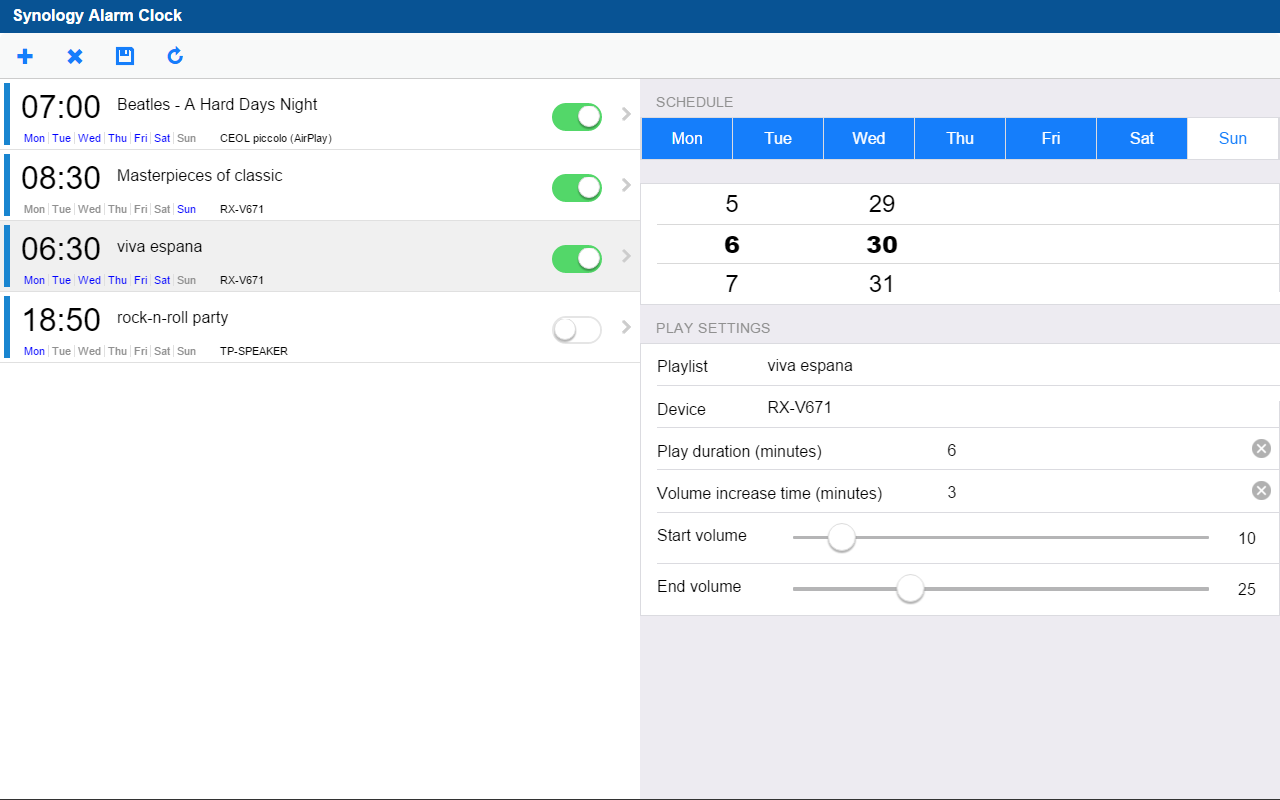 Synology Alarm Clock
07:00 Beatles - A Hard Days Night
Mon Tue Wed Thu Fri Sat Sun CEOL piccolo (AirPlay)
08:30 Masterpieces of classic
Mon Tue Wed Thu Fri Sat Sun RX-V671
06:30 viva espana
Mon Tue Wed Thu Fri Sat Sun RX-V671
18:50 rock-n-roll party
Mon Tue Wed Thu Fri Sat Sun TP-SPEAKER
SCHEDULE
Mon Tue Wed Thu Fri Sat Sun
5 29
6 30
7 31
PLAY SETTINGS
Playlist viva espana
Device RX-V671
Play duration (minutes) 6
Volume increase time (minutes) 3
Start volume 10
End volume 25